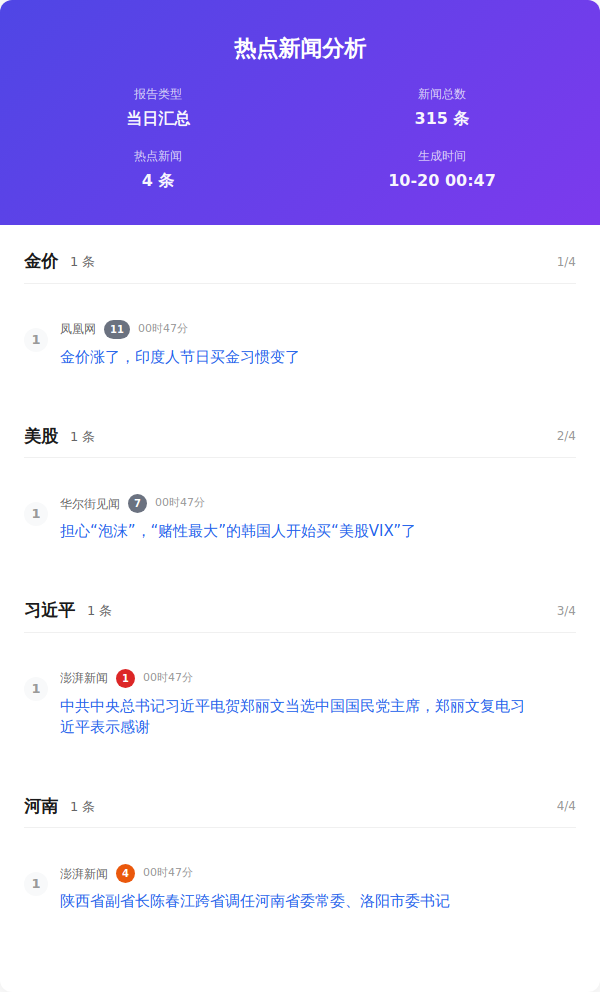 热点新闻分析
报告类型
新闻总数
当日汇总
315 条
热点新闻
生成时间
4 条
10-20 00:47
金价 1 条 1/4
1
凤凰网 11 00时47分
金价涨了，印度人节日买金习惯变了
美股 1 条 2/4
1
华尔街见闻 7 00时47分
担心“泡沫”，“赌性最大”的韩国人开始买“美股VIX”了
习近平 1 条 3/4
1
澎湃新闻 1 00时47分
中共中央总书记习近平电贺郑丽文当选中国国民党主席，郑丽文复电习
近平表示感谢
河南 1 条 4/4
1
澎湃新闻 4 00时47分
陕西省副省长陈春江跨省调任河南省委常委、洛阳市委书记